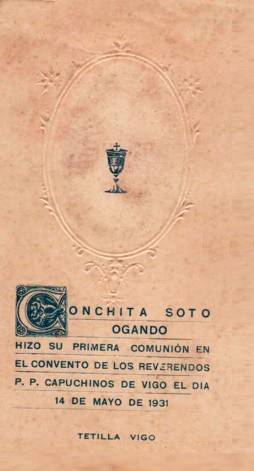 CONCHITA SOTO
OGANDO
HIZO SU PRIMERA COMUNIÓN EN
EL CONVENTO DE LOS REVERENDOS
P. P. CAPUCHINOS DE VIGO EL DIA
14 DE MAYO DE 1931
TETILLA VIGO